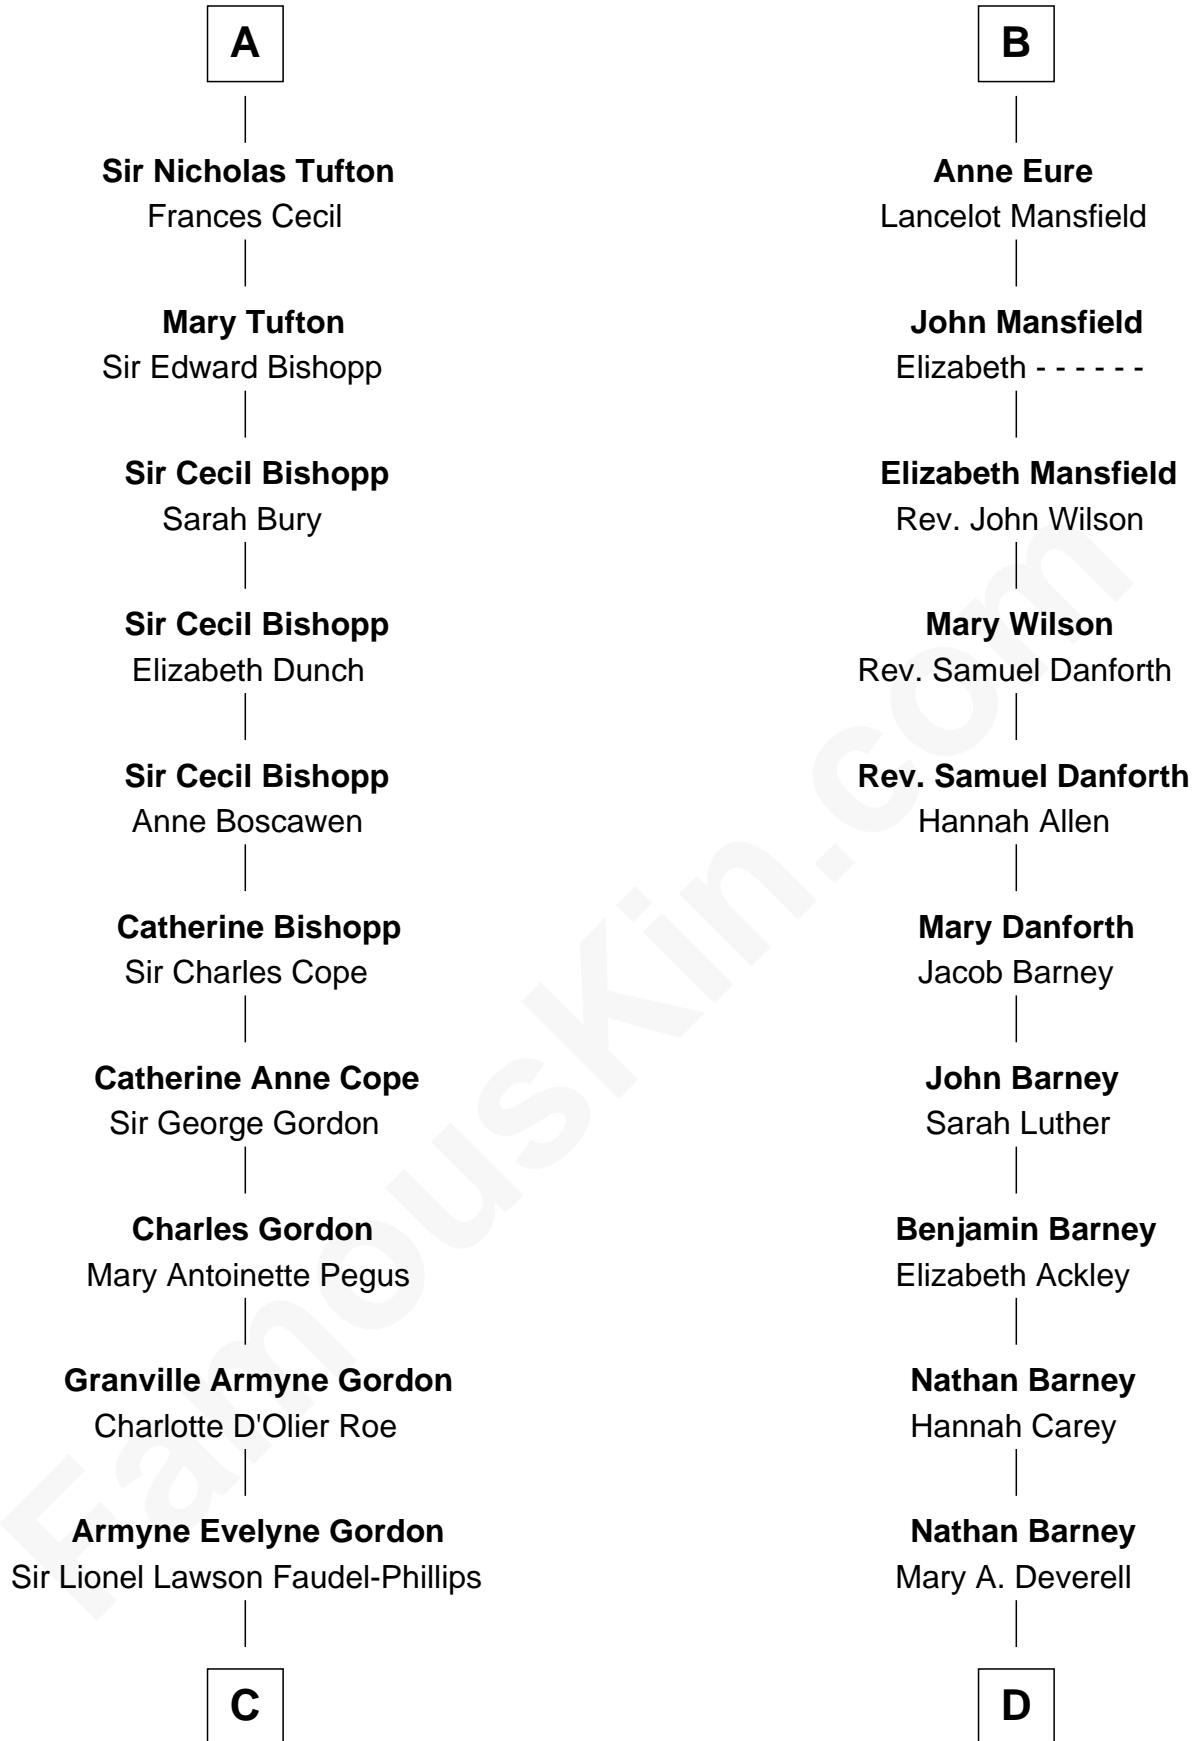 A
Sir Nicholas Tufton
Frances Cecil
Mary Tufton
Sir Edward Bishopp
Sir Cecil Bishopp
Sarah Bury
Sir Cecil Bishopp
Elizabeth Dunch
Sir Cecil Bishopp
Anne Boscawen
Catherine Bishopp
Sir Charles Cope
Catherine Anne Cope
Sir George Gordon
Charles Gordon
Mary Antoinette Pegus
Granville Armyne Gordon
Charlotte D'Olier Roe
Armyne Evelyne Gordon
Sir Lionel Lawson Faudel-Phillips
C
B
Anne Eure
Lancelot Mansfield
John Mansfield
Elizabeth - - - - - -
Elizabeth Mansfield
Rev. John Wilson
Mary Wilson
Rev. Samuel Danforth
Rev. Samuel Danforth
Hannah Allen
Mary Danforth
Jacob Barney
John Barney
Sarah Luther
Benjamin Barney
Elizabeth Ackley
Nathan Barney
Hannah Carey
Nathan Barney
Mary A. Deverell
D
FamousKin.com